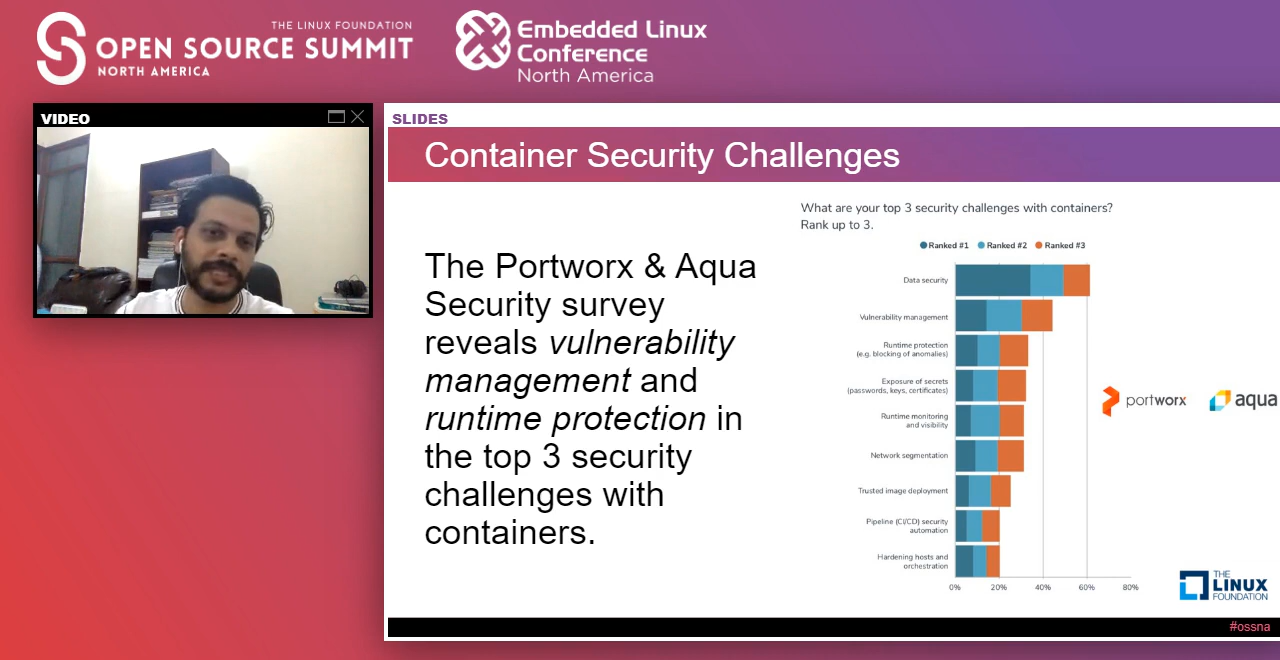 THE LINUX FOUNDATION
OPEN SOURCE SUMMIT
NORTH AMERICA
Embedded Linux
Conference
North America
VIDEO
SLIDES
Container Security Challenges
The Portworx & Aqua
Security survey
reveals vulnerability
management and
runtime protection in
the top 3 security
challenges with
containers.
What are your top 3 security challenges with containers?
Rank up to 3.
Ranked #1 Ranked #2 Ranked #3
Data security
Vulnerability management
Runtime protection
(e.g. blocking of anomalies)
Exposure of secrets
(passwords, keys, certificates)
Runtime monitoring
and visibility
Network segmentation
Trusted image deployment
Pipeline (CI/CD) security
automation
Hardening hosts and
orchestration
0% 20% 40% 60% 80%
portworx
aqua
THE
LINUX
FOUNDATION
#ossna